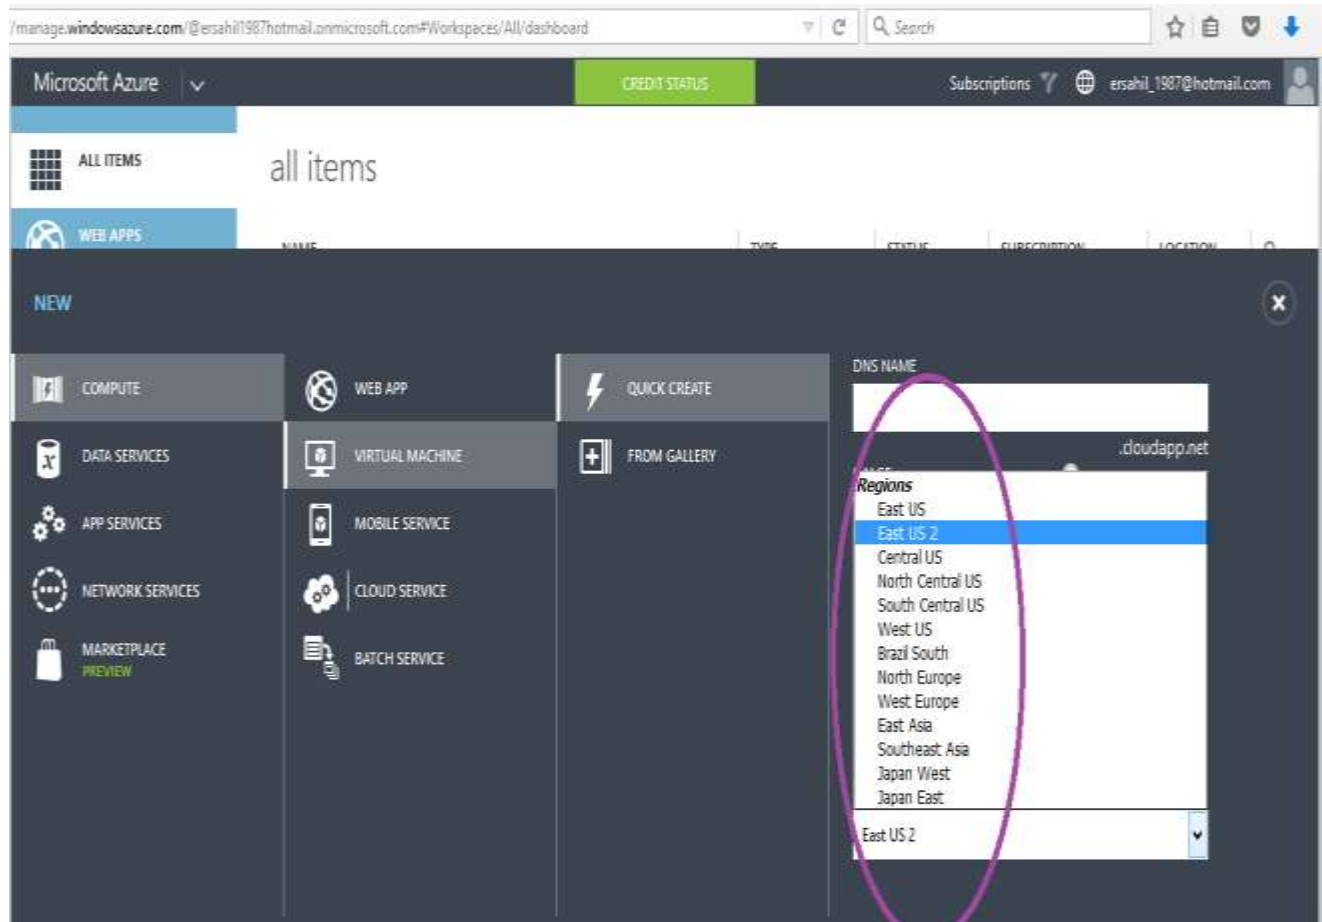 /manage.windowsazure.com/@ersahil1987hotmail.onmicrosoft.com#Workspaces/All/dashboard
Search
Microsoft Azure
CREDIT STATUS
Subscriptions
ersahil_1987@hotmail.com
ALL ITEMS
all items
WEB APPS
NAME
TYPE
STATUS
SUBSCRIPTION
LOCATION
NEW
COMPUTE
DATA SERVICES
APP SERVICES
NETWORK SERVICES
MARKETPLACE
PREVIEW
WEB APP
VIRTUAL MACHINE
MOBILE SERVICE
CLOUD SERVICE
BATCH SERVICE
QUICK CREATE
FROM GALLERY
DNS NAME
.cloudapp.net
Regions
East US
East US 2
Central US
North Central US
South Central US
West US
Brazil South
North Europe
West Europe
East Asia
Southeast Asia
Japan West
Japan East
East US 2